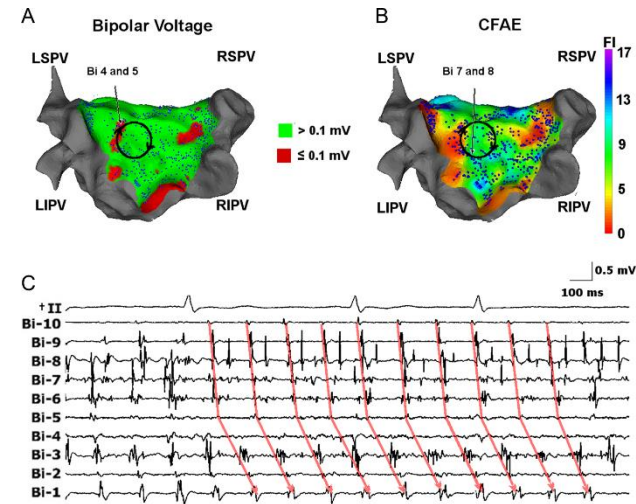 A
Bipolar Voltage
LSPV
RSPV
Bi 4 and 5
> 0.1 mV
≤ 0.1 mV
LIPV
RIPV
B
CFAE
FI
LSPV
RSPV
Bi 7 and 8
17
13
9
5
0
LIPV
RIPV
C
0.5 mV
100 ms
† II
Bi-10
Bi-9
Bi-8
Bi-7
Bi-6
Bi-5
Bi-4
Bi-3
Bi-2
Bi-1